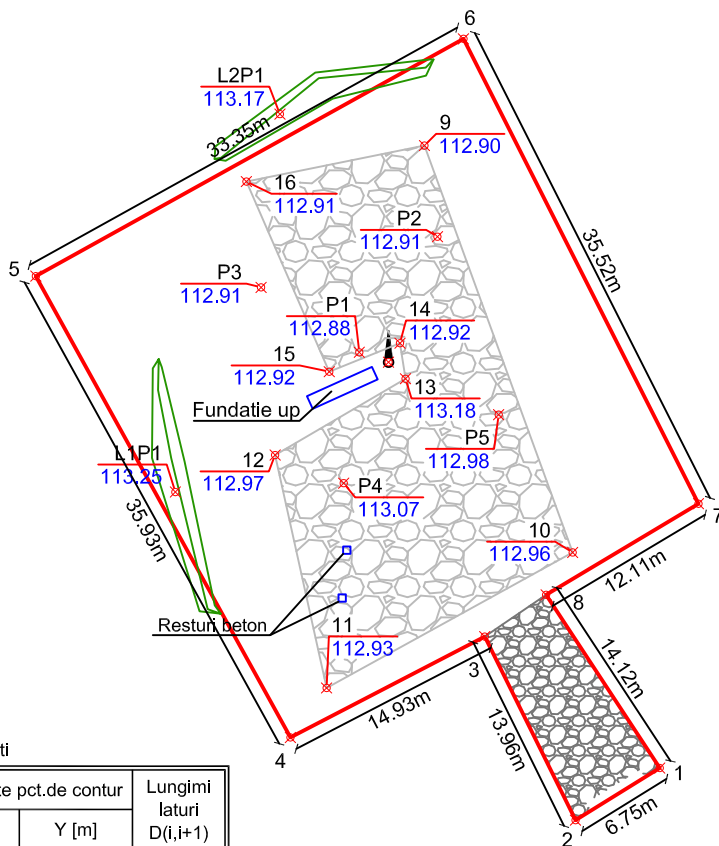 6
L2P1
113.17
33.35m
9
112.90
16
112.91
P2
112.91
35.52m
5
P3
112.91
P1
112.88
14
112.92
15
112.92
13
113.18
Fundatie up
P5
112.98
L1P1
113.25
12
112.97
P4
113.07
7
10
112.96
35.93m
12.11m
8
Resturi beton
11
112.93
14.12m
3
14.93m
13.96m
4
1
6.75m
2
ti
te pct.de contur
Lungimi
laturi
D(i,i+1)
Y [m]